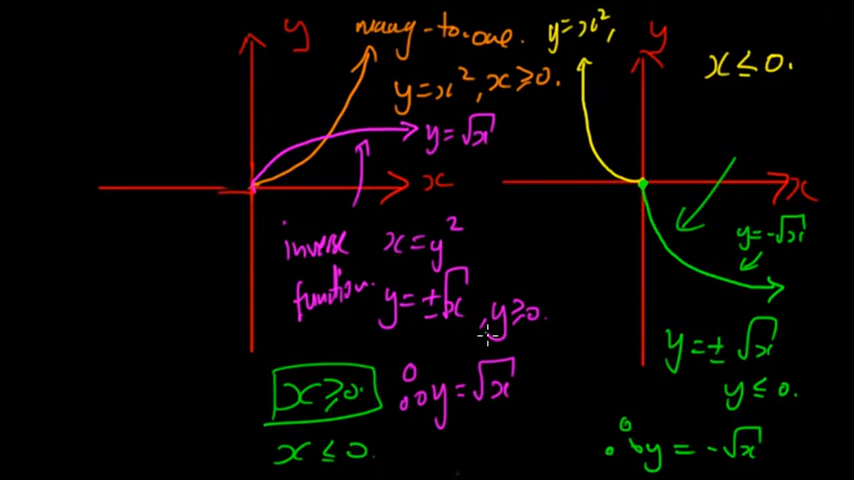 y
many-to-one.
y=x², x≥0.
y=√x
x
inverse x=y²
function. y=±√x, y≥0.
x≥0. ∴y=√x
x≤0.
y=x²,
y
x≤0.
x
y=-√x
y=±√x
y≤0.
∴y=-√x